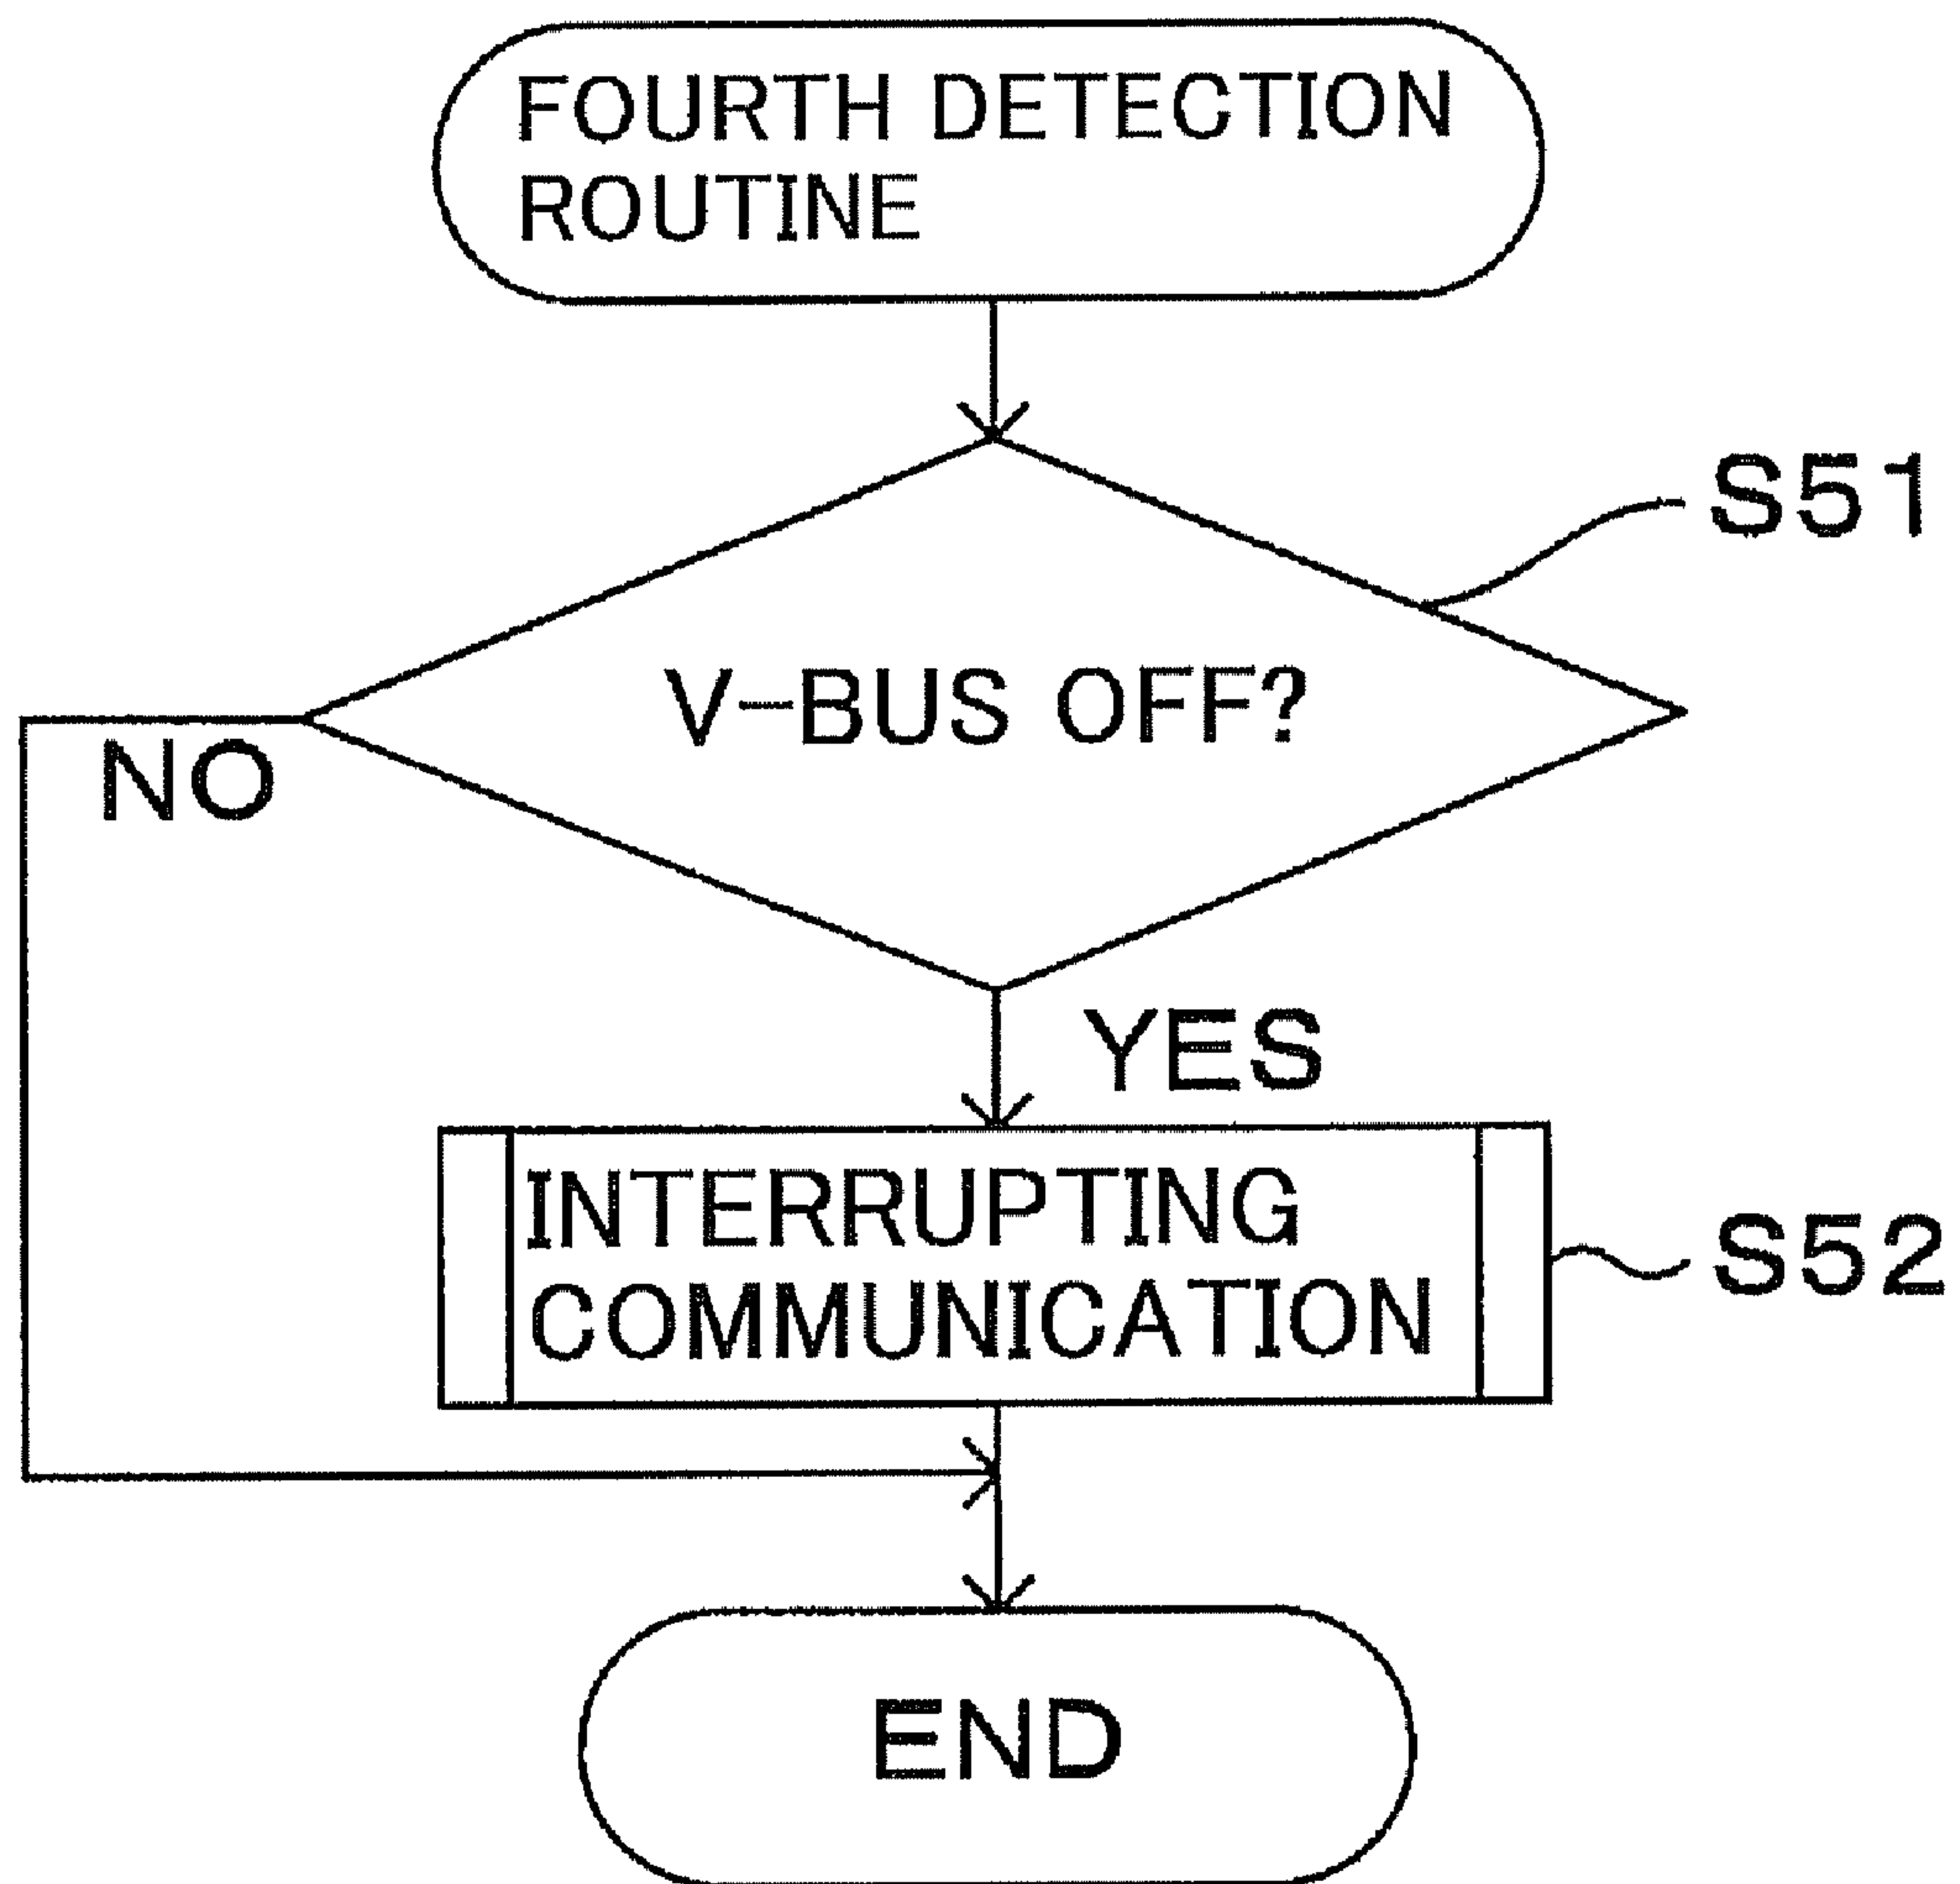 FOURTH DETECTION
ROUTINE
S51
V-BUS OFF?
NO
YES
INTERRUPTING
COMMUNICATION
S52
END